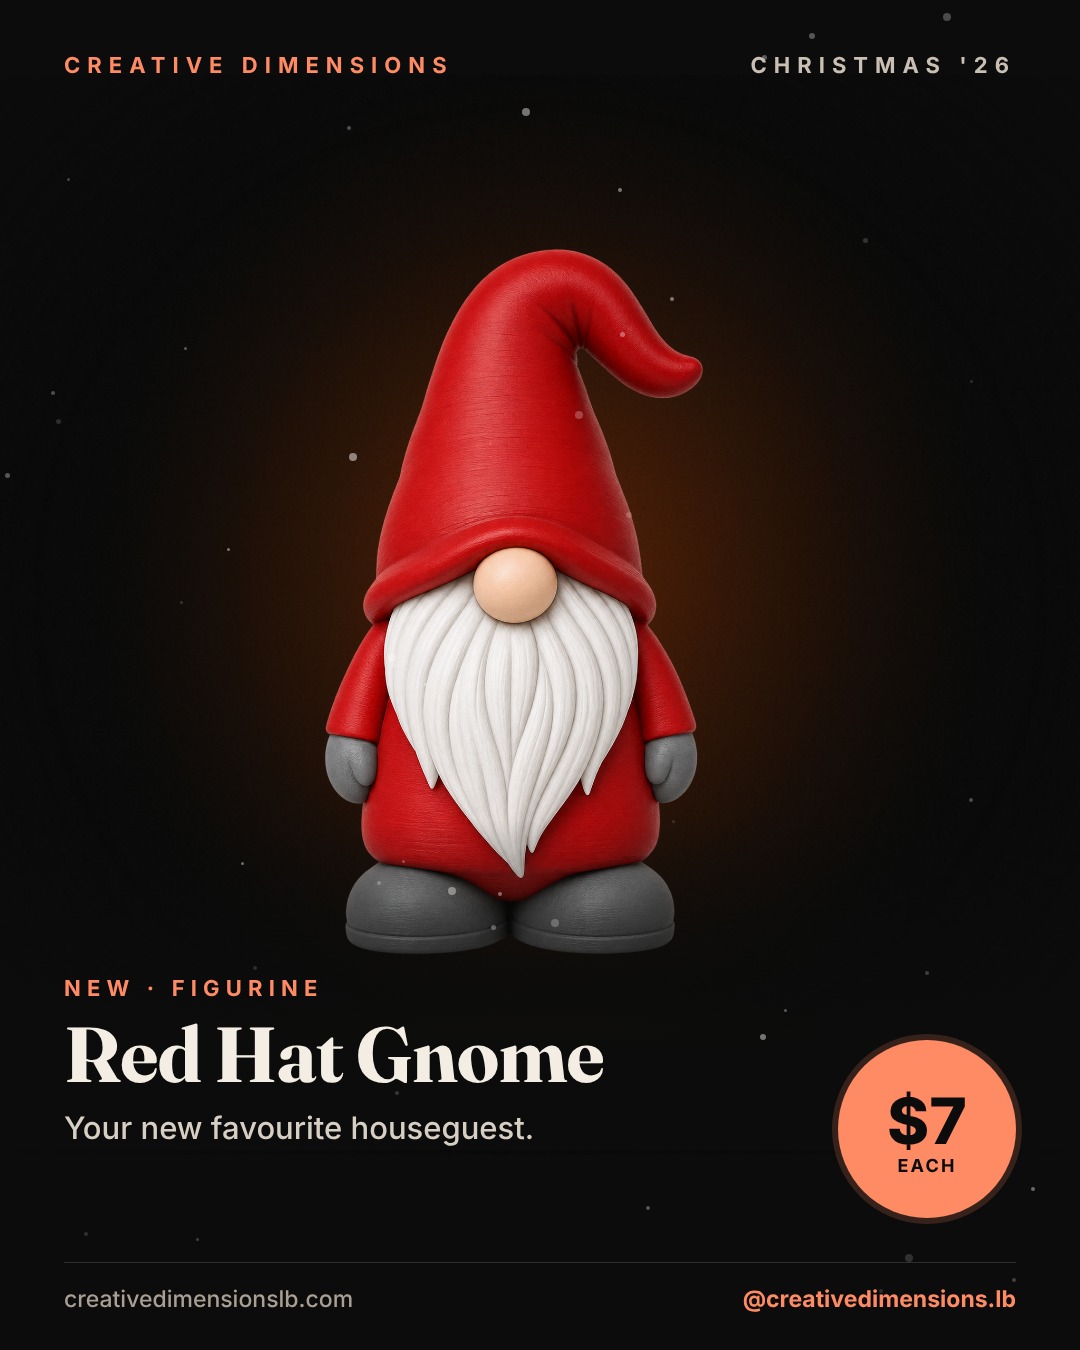 CREATIVE DIMENSIONS
CHRISTMAS '26
NEW · FIGURINE
Red Hat Gnome
Your new favourite houseguest.
$7
EACH
creativedimensionslb.com
@creativedimensions.lb